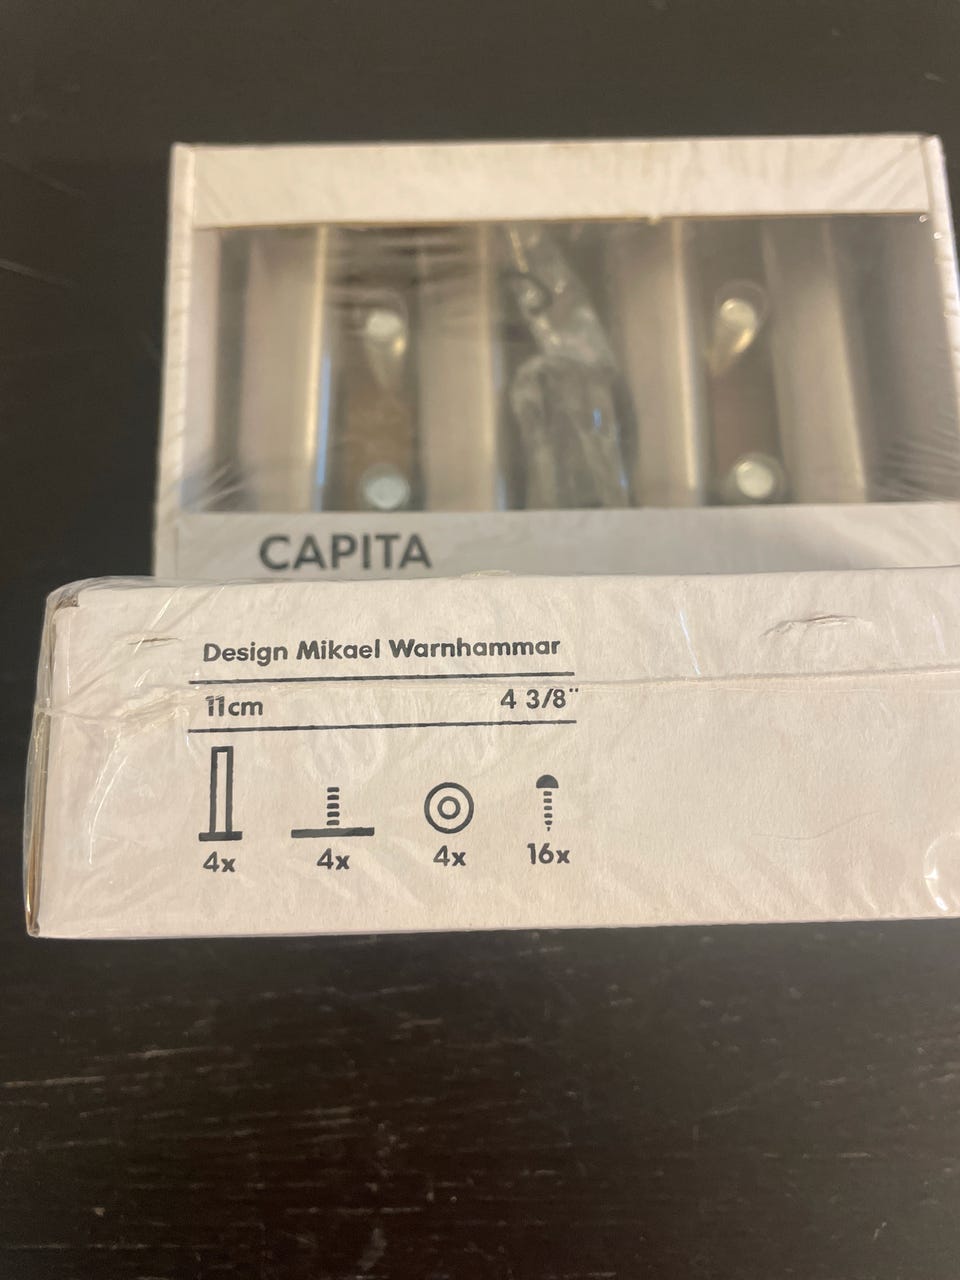 CAPITA
Design Mikael Warnhammar
11cm 4 3/8"
4x 4x 4x 16x